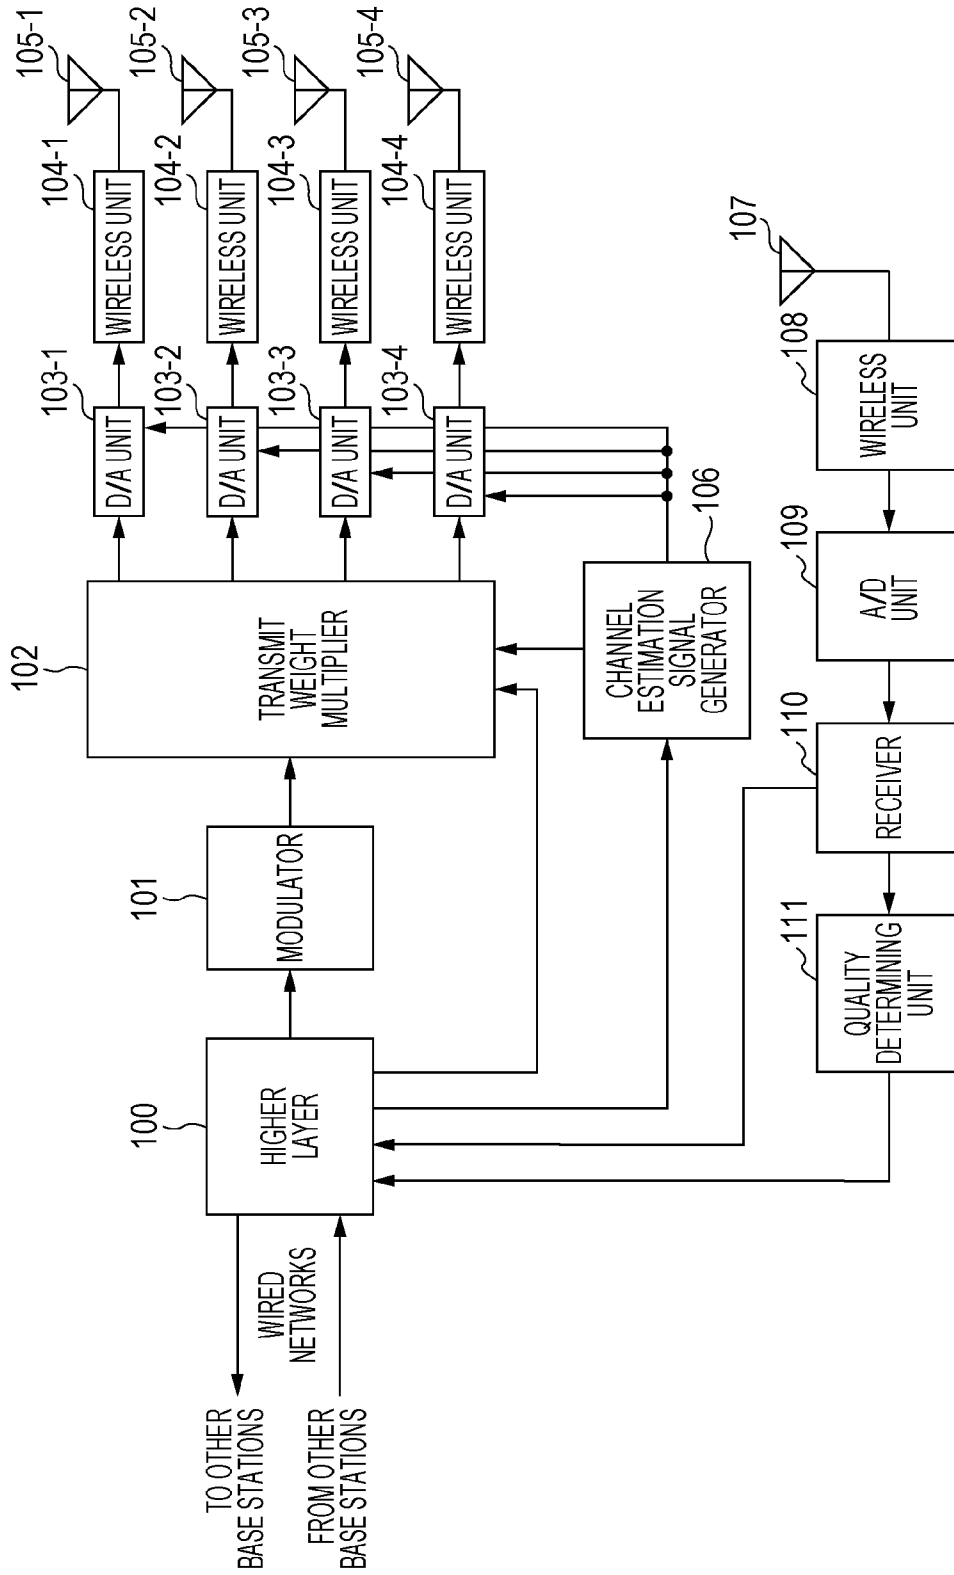 TO OTHER
BASE STATIONS
FROM OTHER
BASE STATIONS
WIRED
NETWORKS
100
HIGHER
LAYER
101
MODULATOR
102
TRANSMIT
WEIGHT
MULTIPLIER
103-1
D/A UNIT
103-2
D/A UNIT
103-3
D/A UNIT
103-4
D/A UNIT
104-1
WIRELESS UNIT
104-2
WIRELESS UNIT
104-3
WIRELESS UNIT
104-4
WIRELESS UNIT
105-1
105-2
105-3
105-4
106
CHANNEL
ESTIMATION
SIGNAL
GENERATOR
107
108
WIRELESS
UNIT
109
A/D
UNIT
110
RECEIVER
111
QUALITY
DETERMINING
UNIT